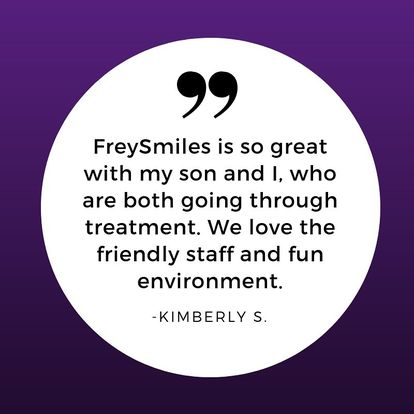 ❞
FreySmiles is so great
with my son and I, who
are both going through
treatment. We love the
friendly staff and fun
environment.
-KIMBERLY S.